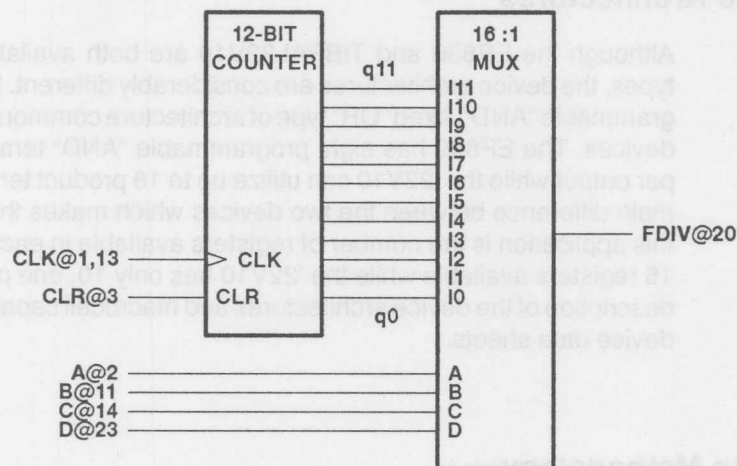 12-BIT
COUNTER
16 :1
MUX
q11
I11
I10
I9
I8
I7
I6
I5
I4
I3
I2
I1
I0
FDIV@20
CLK@1,13
CLK
CLR@3
CLR
q0
A@2
A
B@11
B
C@14
C
D@23
D